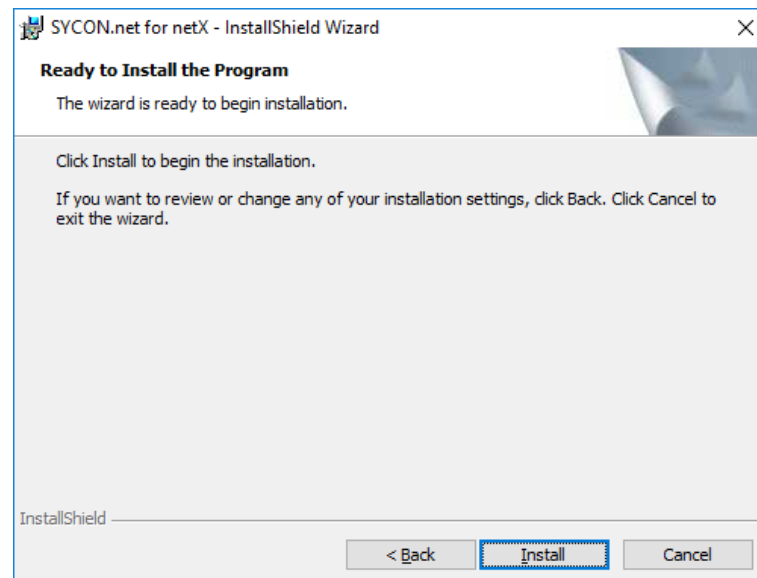 SYCON.net for netX - InstallShield Wizard
Ready to Install the Program
The wizard is ready to begin installation.
Click Install to begin the installation.
If you want to review or change any of your installation settings, click Back. Click Cancel to
exit the wizard.
InstallShield
< Back Install Cancel